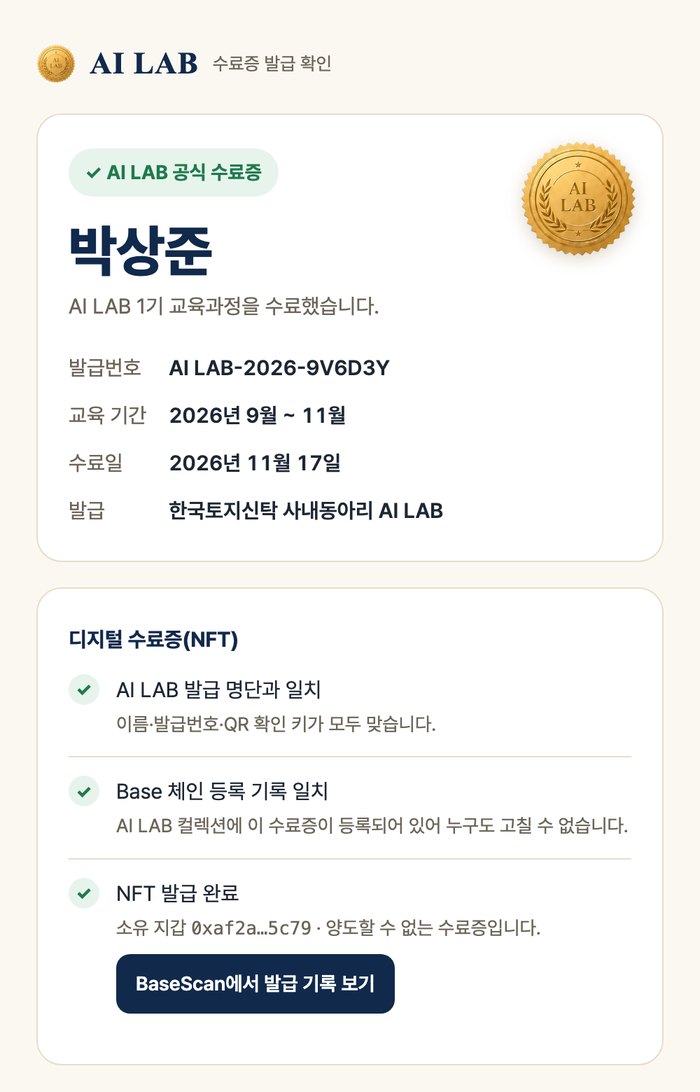 AI LAB 수료증 발급 확인
✓ AI LAB 공식 수료증
AI
LAB
박상준
AI LAB 1기 교육과정을 수료했습니다.
발급번호 AI LAB-2026-9V6D3Y
교육 기간 2026년 9월 ~ 11월
수료일 2026년 11월 17일
발급 한국토지신탁 사내동아리 AI LAB
디지털 수료증(NFT)
AI LAB 발급 명단과 일치
이름·발급번호·QR 확인 키가 모두 맞습니다.
Base 체인 등록 기록 일치
AI LAB 컬렉션에 이 수료증이 등록되어 있어 누구도 고칠 수 없습니다.
NFT 발급 완료
소유 지갑 0xaf2a…5c79 · 양도할 수 없는 수료증입니다.
BaseScan에서 발급 기록 보기